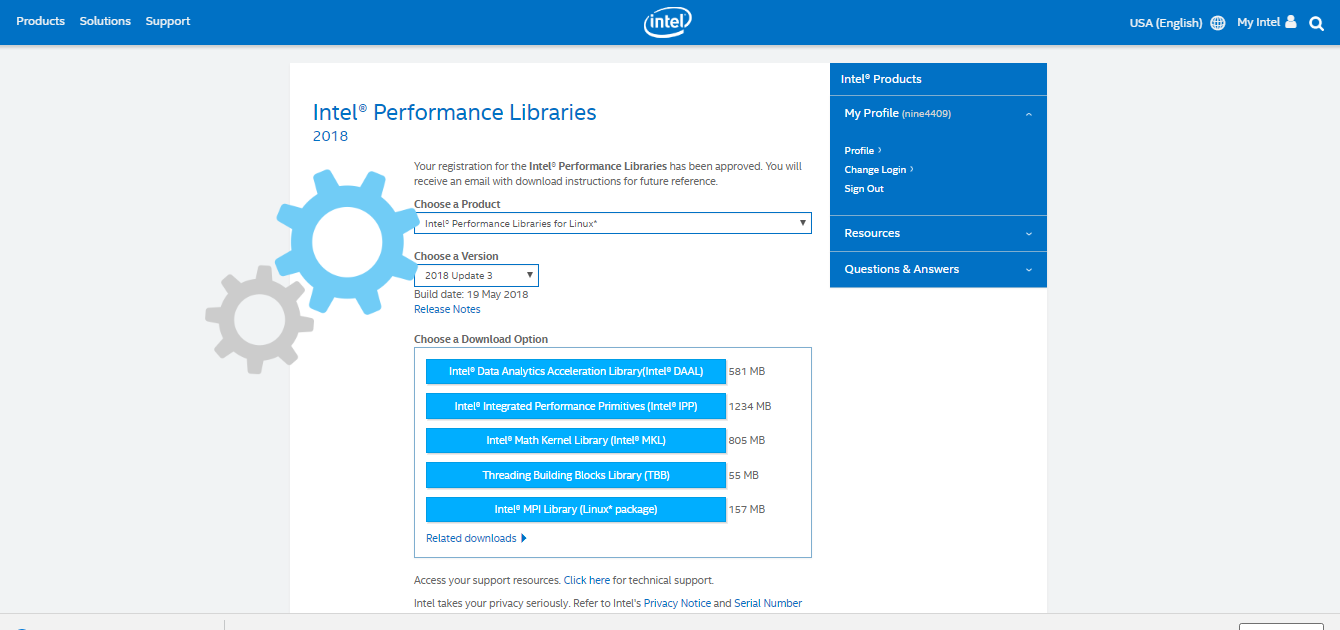 Products Solutions Support
intel
USA (English) My Intel
Intel® Performance Libraries
2018
Your registration for the Intel® Performance Libraries has been approved. You will
receive an email with download instructions for future reference.
Choose a Product
Intel® Performance Libraries for Linux*
Choose a Version
2018 Update 3
Build date: 19 May 2018
Release Notes
Choose a Download Option
Intel® Data Analytics Acceleration Library(Intel® DAAL) 581 MB
Intel® Integrated Performance Primitives (Intel® IPP) 1234 MB
Intel® Math Kernel Library (Intel® MKL) 805 MB
Threading Building Blocks Library (TBB) 55 MB
Intel® MPI Library (Linux* package) 157 MB
Related downloads
Access your support resources. Click here for technical support.
Intel takes your privacy seriously. Refer to Intel's Privacy Notice and Serial Number
Intel® Products
My Profile (nine4409)
Profile
Change Login
Sign Out
Resources
Questions & Answers